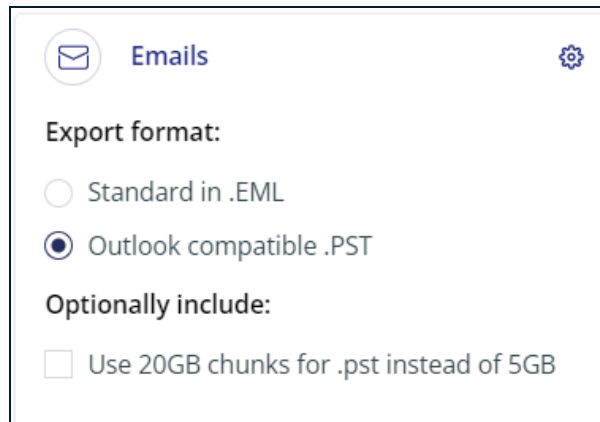 Emails
Export format:
Standard in .EML
Outlook compatible .PST
Optionally include:
Use 20GB chunks for .pst instead of 5GB